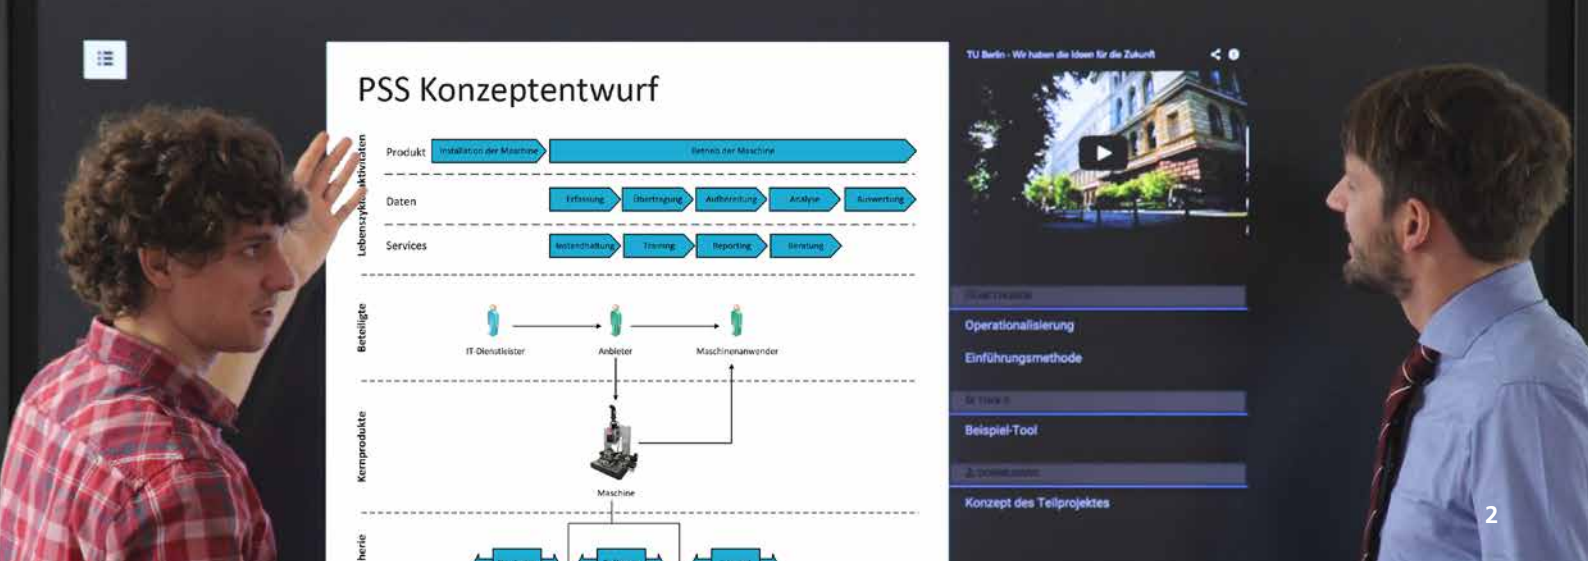 PSS Konzeptentwurf
Lebenszyklusaktivitäten
Produkt
Installation der Maschine
Betrieb der Maschine
Daten
Erfassung
Übertragung
Aufbereitung
Analyse
Auswertung
Services
Instandhaltung
Training
Reporting
Beratung
Beteiligte
IT-Dienstleister
Anbieter
Maschinenanwender
Kernprodukte
Maschine
TU Berlin - Wir haben die Ideen für die Zukunft
Operationalisierung
Einführungsmethode
Beispiel-Tool
Konzept des Teilprojektes
2